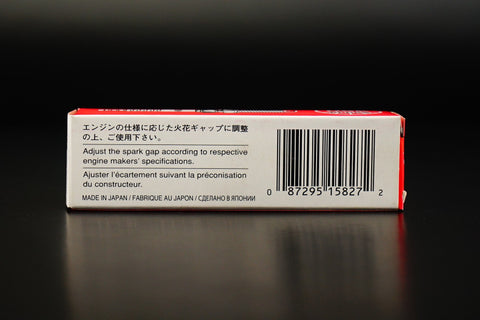 エンジンの仕様に応じた火花ギャップに調整
の上、ご使用下さい。
Adjust the spark gap according to respective
engine makers' specifications.
Ajuster l'écartement suivant la préconisation
du constructeur.
MADE IN JAPAN / FABRIQUE AU JAPON / СДЕЛАНО В ЯПОНИИ
0 87295 15827 2